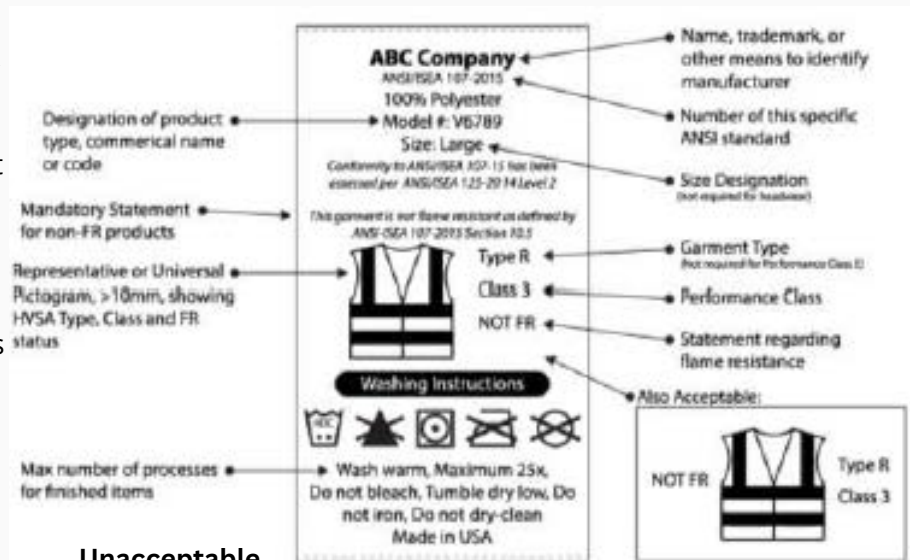 ABC Company
ANSI/ISEA 107-2015
100% Polyester
Model #: V6789
Size: Large
Conformity to ANSI/ISEA 107-15 has been
assessed per ANSI/ISEA 125-2014 Level 2
This garment is not flame resistant as defined by
ANSI-ISEA 107-2015 Section 10.5
Type R
Class 3
NOT FR
Washing Instructions
Wash warm, Maximum 25x,
Do not bleach, Tumble dry low, Do
not iron, Do not dry-clean
Made in USA
Designation of product
type, commerical name
or code
Mandatory Statement
for non-FR products
Representative or Universal
Pictogram, >10mm, showing
HVSA Type, Class and FR
status
Max number of processes
for finished items
Name, trademark, or
other means to identify
manufacturer
Number of this specific
ANSI standard
Size Designation
(not required for headwear)
Garment Type
(Not required for Performance Class E)
Performance Class
Statement regarding
flame resistance
Also Acceptable:
NOT FR
Type R
Class 3
Unacceptable